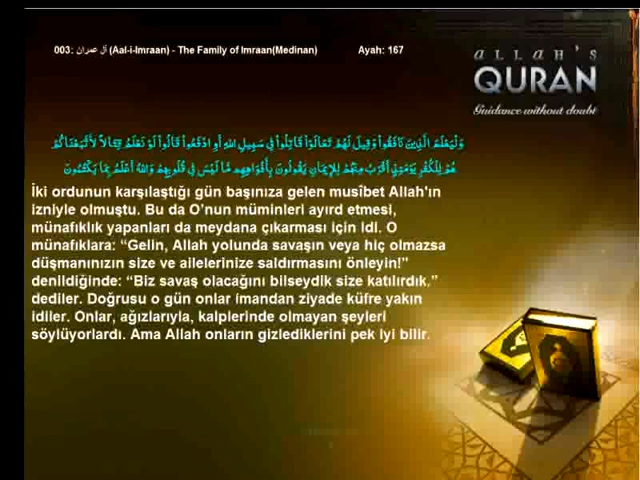 003: آل عمران (Aal-i-Imraan) - The Family of Imraan(Medinan) Ayah: 167
ALLAH'S
QURAN
Guidance without doubt
وَلْيَعْلَمَ الَّذِينَ نَافَقُواْ وَقِيلَ لَهُمْ تَعَالَوْاْ قَاتِلُواْ فِي سَبِيلِ اللّهِ أَوِ ادْفَعُواْ قَالُواْ لَوْ نَعْلَمُ قِتَالاً لاَّتَّبَعْنَاكُمْ
هُمْ لِلْكُفْرِ يَوْمَئِذٍ أَقْرَبُ مِنْهُمْ لِلإِيمَانِ يَقُولُونَ بِأَفْوَاهِهِم مَّا لَيْسَ فِي قُلُوبِهِمْ وَاللّهُ أَعْلَمُ بِمَا يَكْتُمُونَ
İki ordunun karşılaştığı gün başınıza gelen musîbet Allah'ın
izniyle olmuştu. Bu da O’nun müminleri ayırd etmesi,
münafıklık yapanları da meydana çıkarması için idi. O
münafıklara: “Gelin, Allah yolunda savaşın veya hiç olmazsa
düşmanınızın size ve ailelerinize saldırmasını önleyin!”
denildiğinde: “Biz savaş olacağını bilseydik size katılırdık.”
dediler. Doğrusu o gün onlar imandan ziyade küfre yakın
idiler. Onlar, ağızlarıyla, kalplerinde olmayan şeyleri
söylüyorlardı. Ama Allah onların gizlediklerini pek iyi bilir.